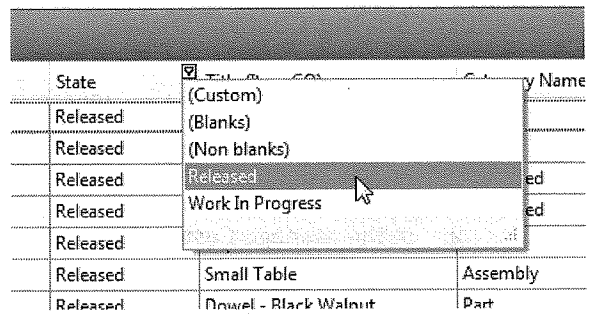 State Category Name
(Custom)
Released (Blanks)
Released (Non blanks)
Released Released ed
Released Work In Progress ed
Released
Released Small Table Assembly
Released Dowel - Black Walnut Part